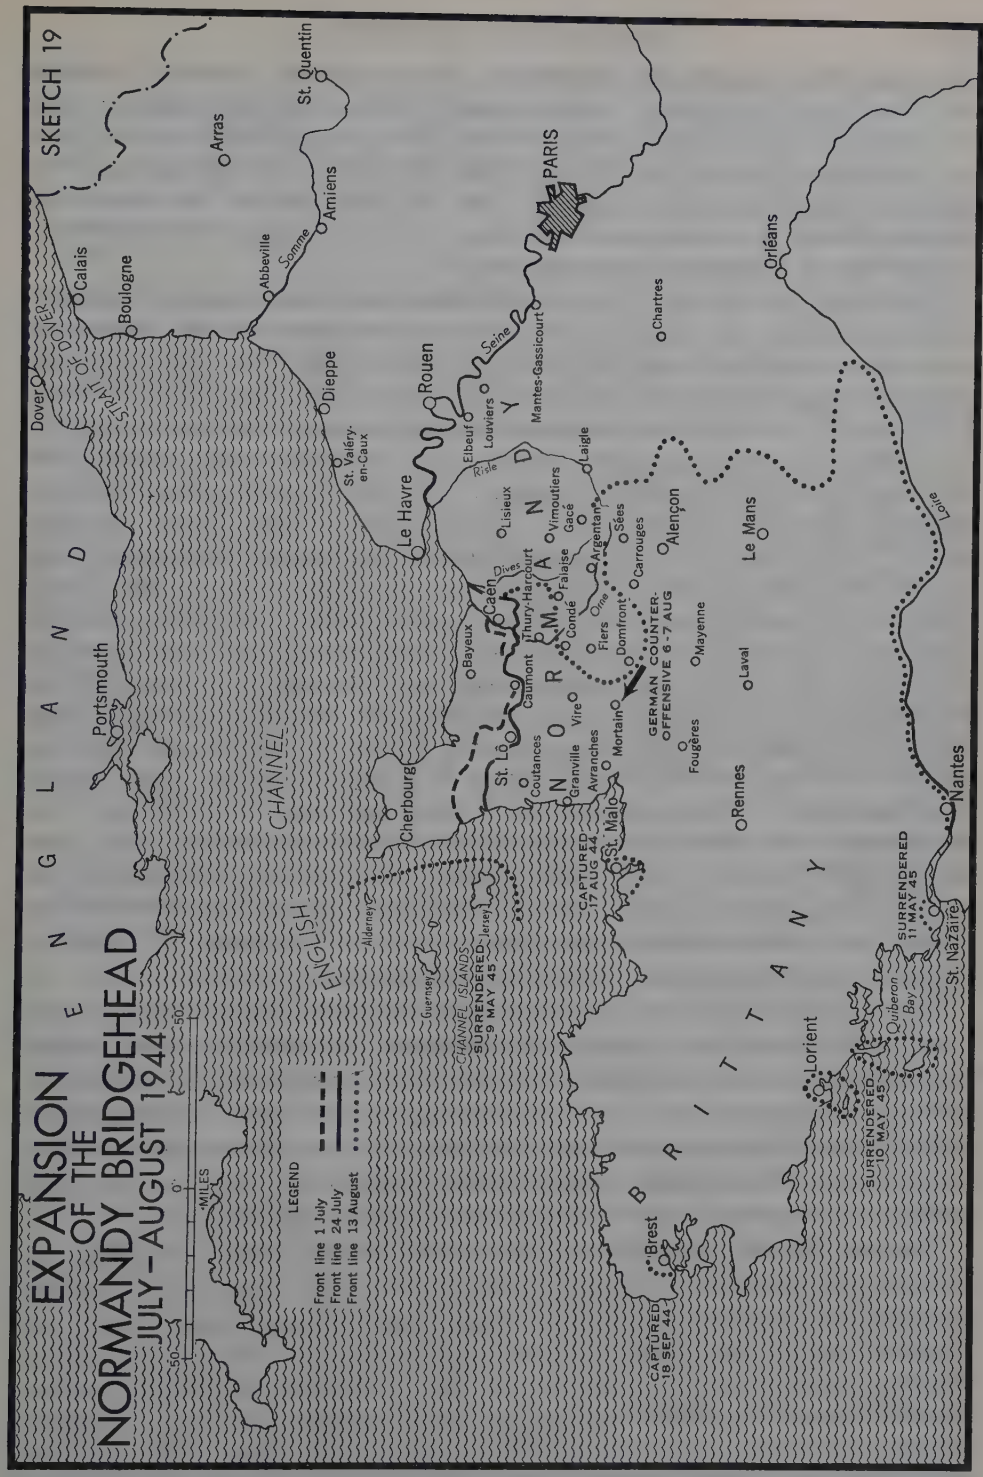 SKETCH 19
EXPANSION
OF THE
NORMANDY BRIDGEHEAD
JULY – AUGUST 1944
50
0
50
MILES
LEGEND
Front line 1 July
Front line 24 July
Front line 13 August
ENGLAND
Portsmouth
Dover
STRAIT OF DOVER
Calais
Boulogne
Arras
St. Quentin
Abbeville
Somme
Amiens
ENGLISH
CHANNEL
Dieppe
St. Valéry-
en-Caux
Le Havre
Rouen
Seine
Elbeuf
Louviers
Mantes-Gassicourt
PARIS
Risle
Alderney
Guernsey
Jersey
CHANNEL ISLANDS
SURRENDERED
9 MAY 45
Cherbourg
Bayeux
Caen
Dives
Lisieux
St. Lô
Caumont
Thury-Harcourt
Falaise
Vimoutiers
Gacé
Laigle
NORMANDY
Coutances
Granville
Vire
Condé
Flers
Orne
Argentan
Sées
Avranches
Mortain
Domfront
Carrouges
Alençon
Chartres
GERMAN COUNTER-
OFFENSIVE 6-7 AUG
CAPTURED
17 AUG 44
St. Malo
Fougères
Mayenne
Laval
Le Mans
Orléans
Rennes
BRITTANY
Brest
CAPTURED
18 SEP 44
Lorient
SURRENDERED
10 MAY 45
Quiberon
Bay
SURRENDERED
11 MAY 45
St. Nazaire
Nantes
Loire